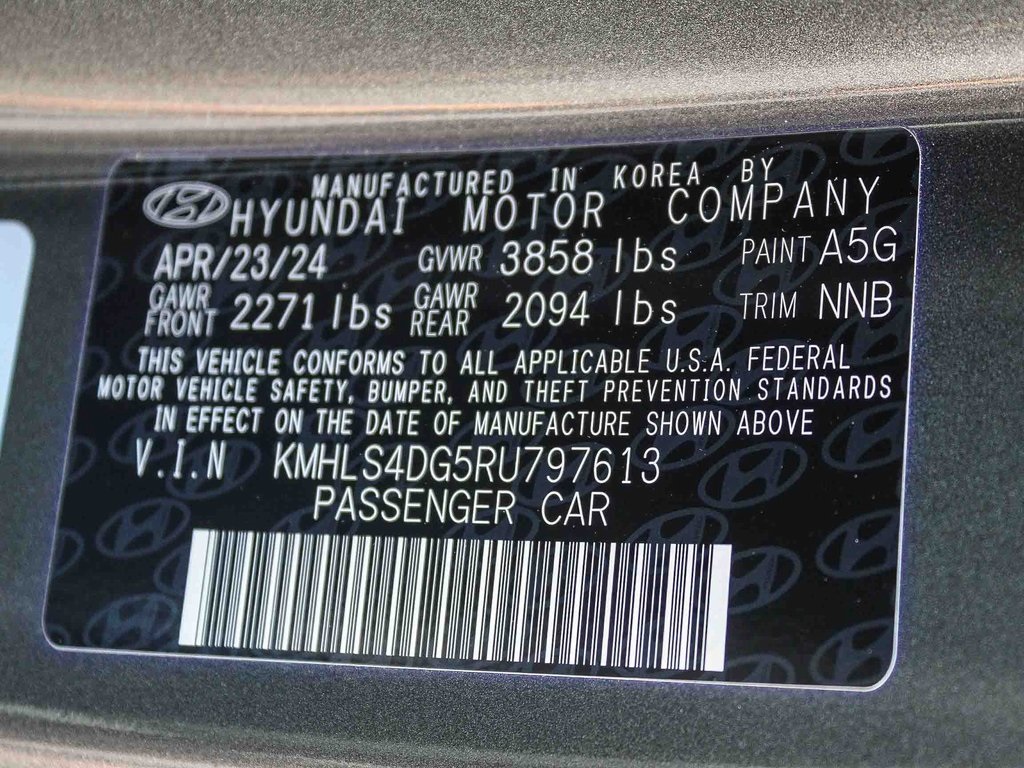 MANUFACTURED IN KOREA BY
HYUNDAI MOTOR COMPANY
APR/23/24 GVWR 3858 lbs PAINT A5G
GAWR FRONT 2271 lbs GAWR REAR 2094 lbs TRIM NNB
THIS VEHICLE CONFORMS TO ALL APPLICABLE U.S.A. FEDERAL
MOTOR VEHICLE SAFETY, BUMPER, AND THEFT PREVENTION STANDARDS
IN EFFECT ON THE DATE OF MANUFACTURE SHOWN ABOVE
V.I.N KMHLS4DG5RU797613
PASSENGER CAR